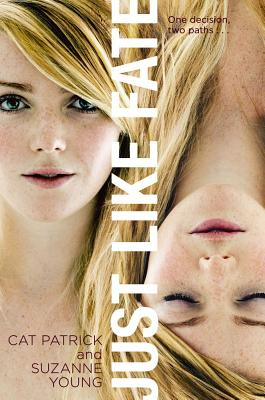 One decision,
two paths . . .
JUST LIKE FATE
CAT PATRICK
and
SUZANNE
YOUNG